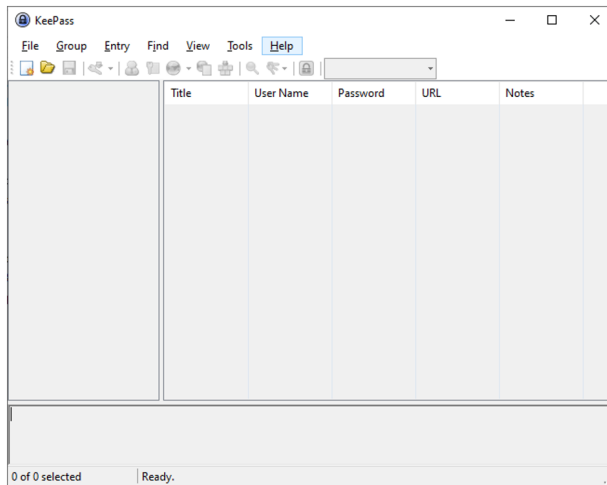 KeePass
File Group Entry Find View Tools Help
Title User Name Password URL Notes
0 of 0 selected Ready.